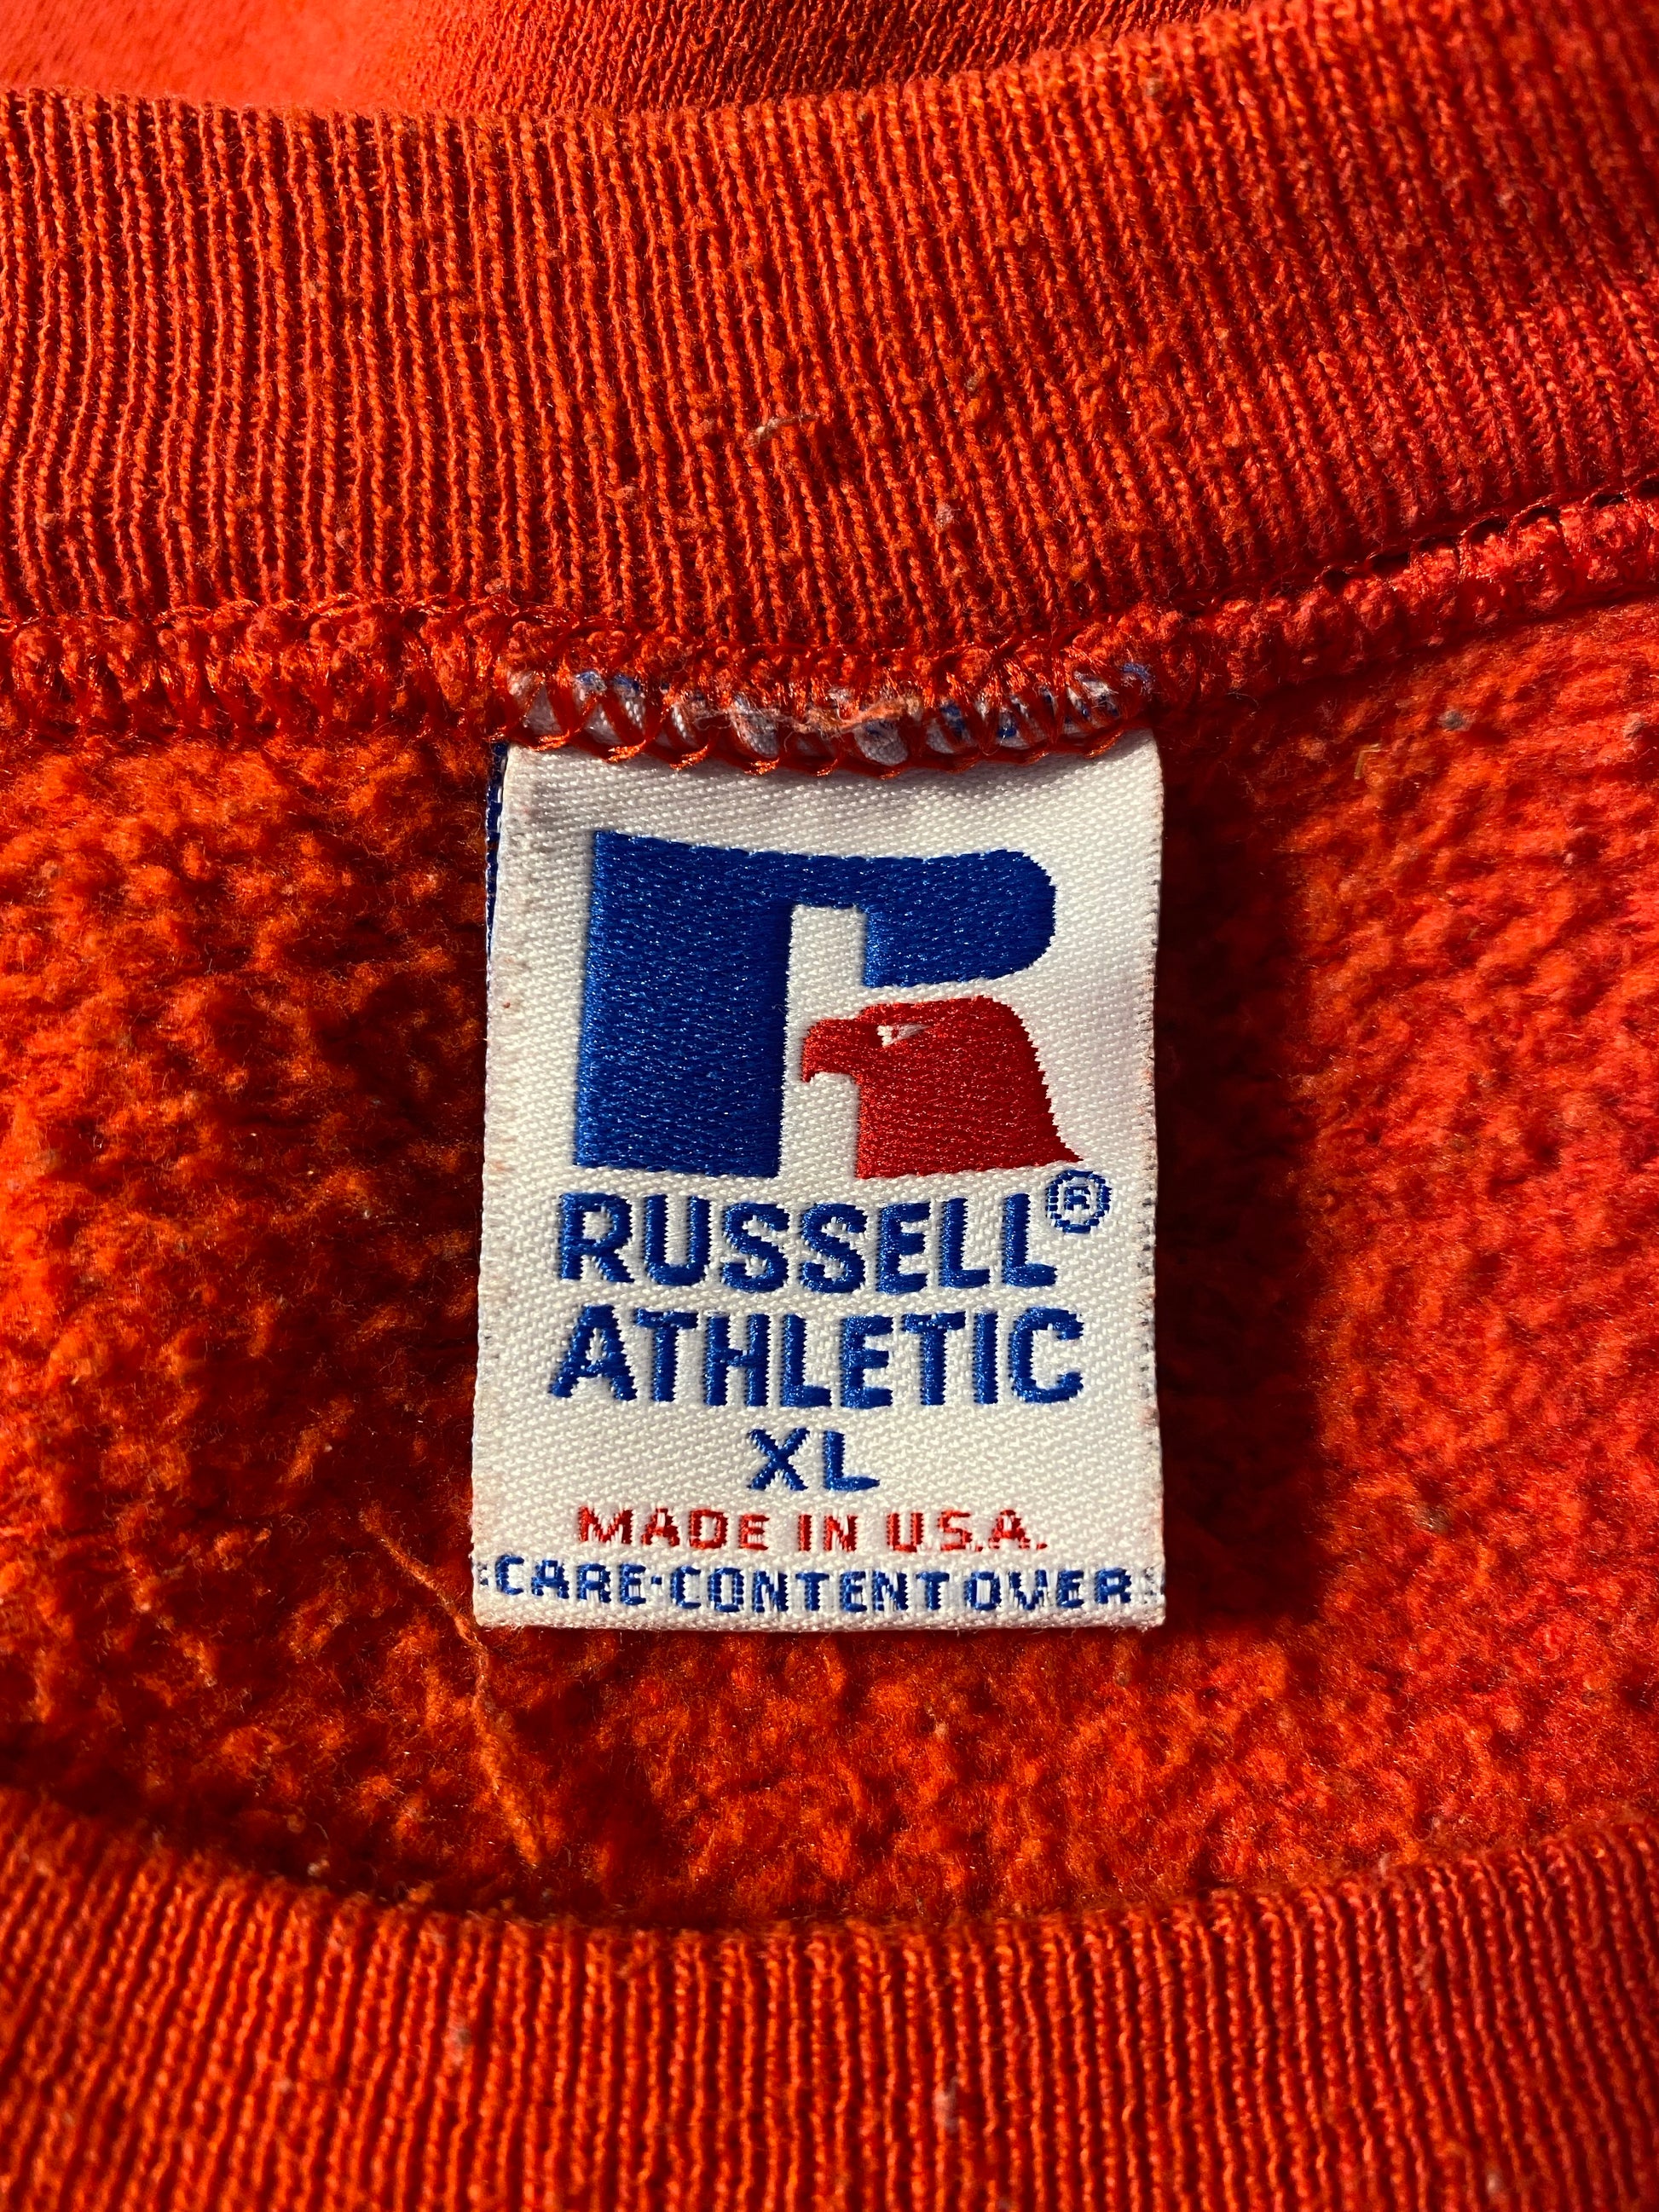 RUSSELL®
ATHLETIC
XL
MADE IN U.S.A.
CARE·CONTENT OVER